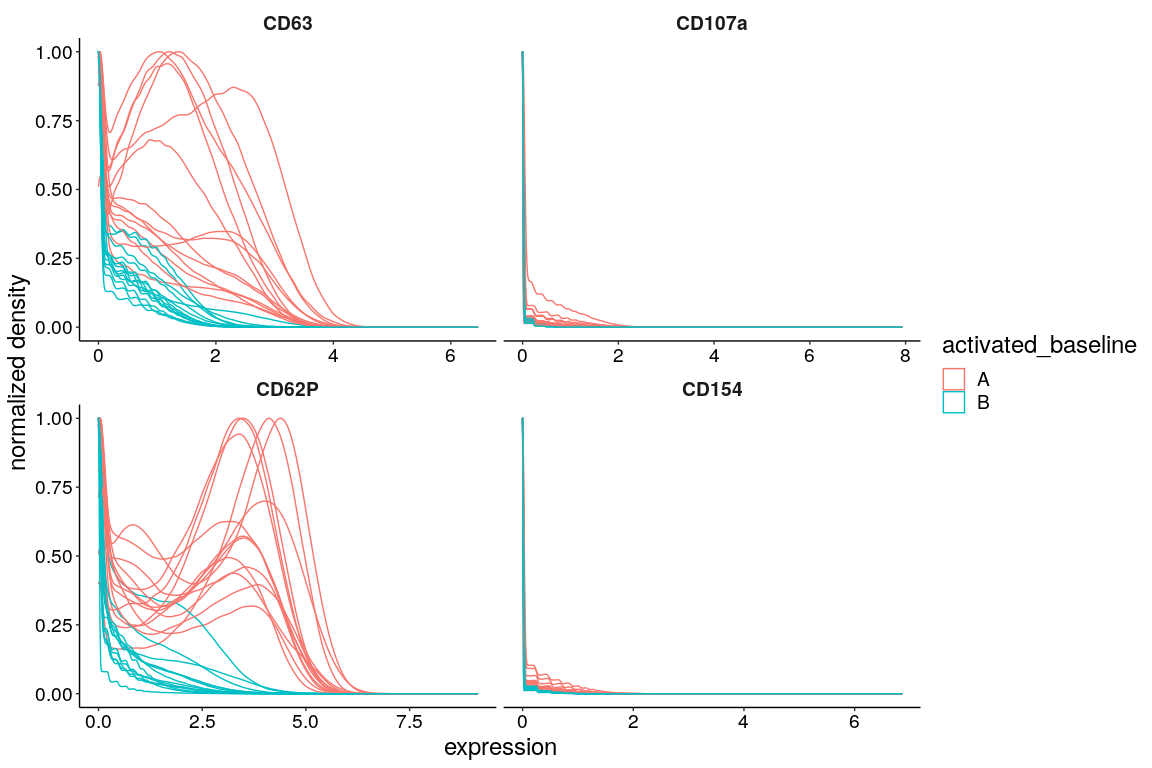 CD63
CD107a
1.00
0.75
0.50
0.25
0.00
0 2 4 6
0 2 4 6 8
CD62P
CD154
1.00
0.75
0.50
0.25
0.00
0.0 2.5 5.0 7.5
0 2 4 6
normalized density
expression
activated_baseline
A
B